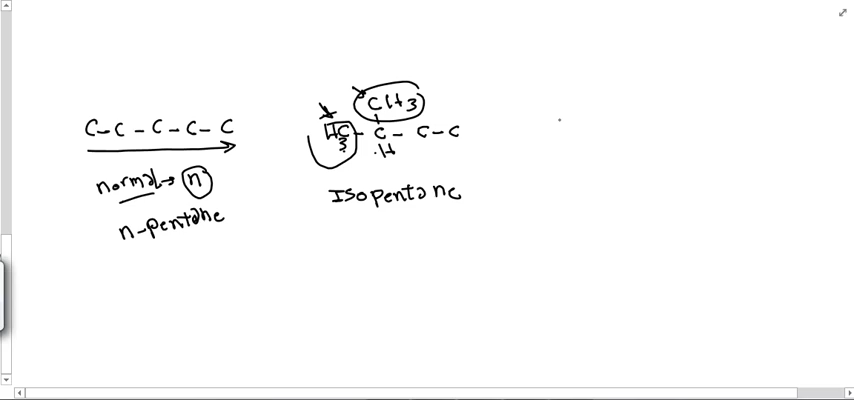 CH3
C-C-C-C-C
H3C-C-C-C
H
normal→n
Isopentane
n-pentane